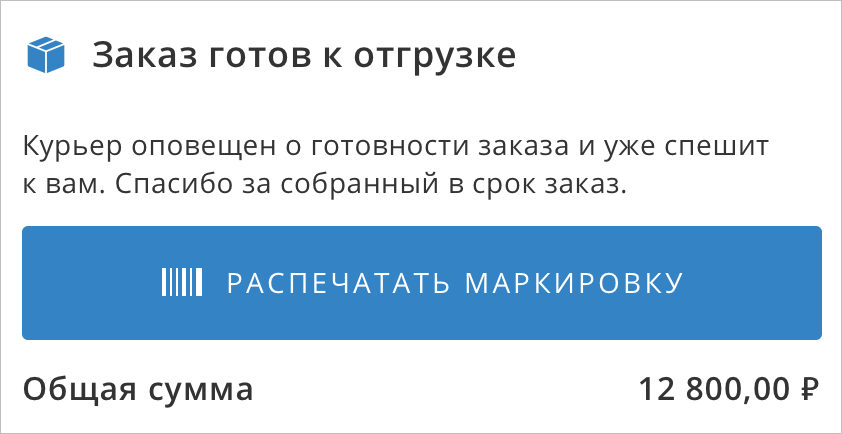 Заказ готов к отгрузке
Курьер оповещен о готовности заказа и уже спешит
к вам. Спасибо за собранный в срок заказ.
РАСПЕЧАТАТЬ МАРКИРОВКУ
Общая сумма 12 800,00 ₽